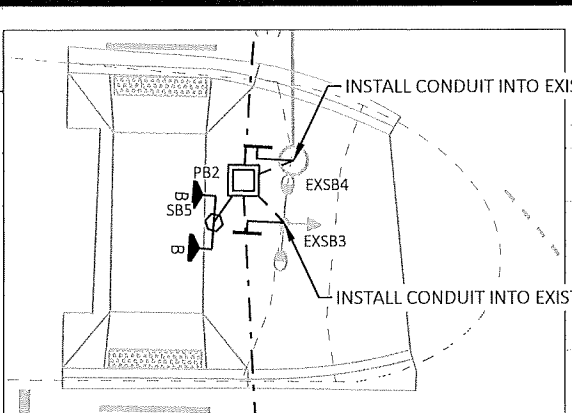 INSTALL CONDUIT INTO EXIS
PB2
EXSB4
B
SB5
EXSB3
B
INSTALL CONDUIT INTO EXIST